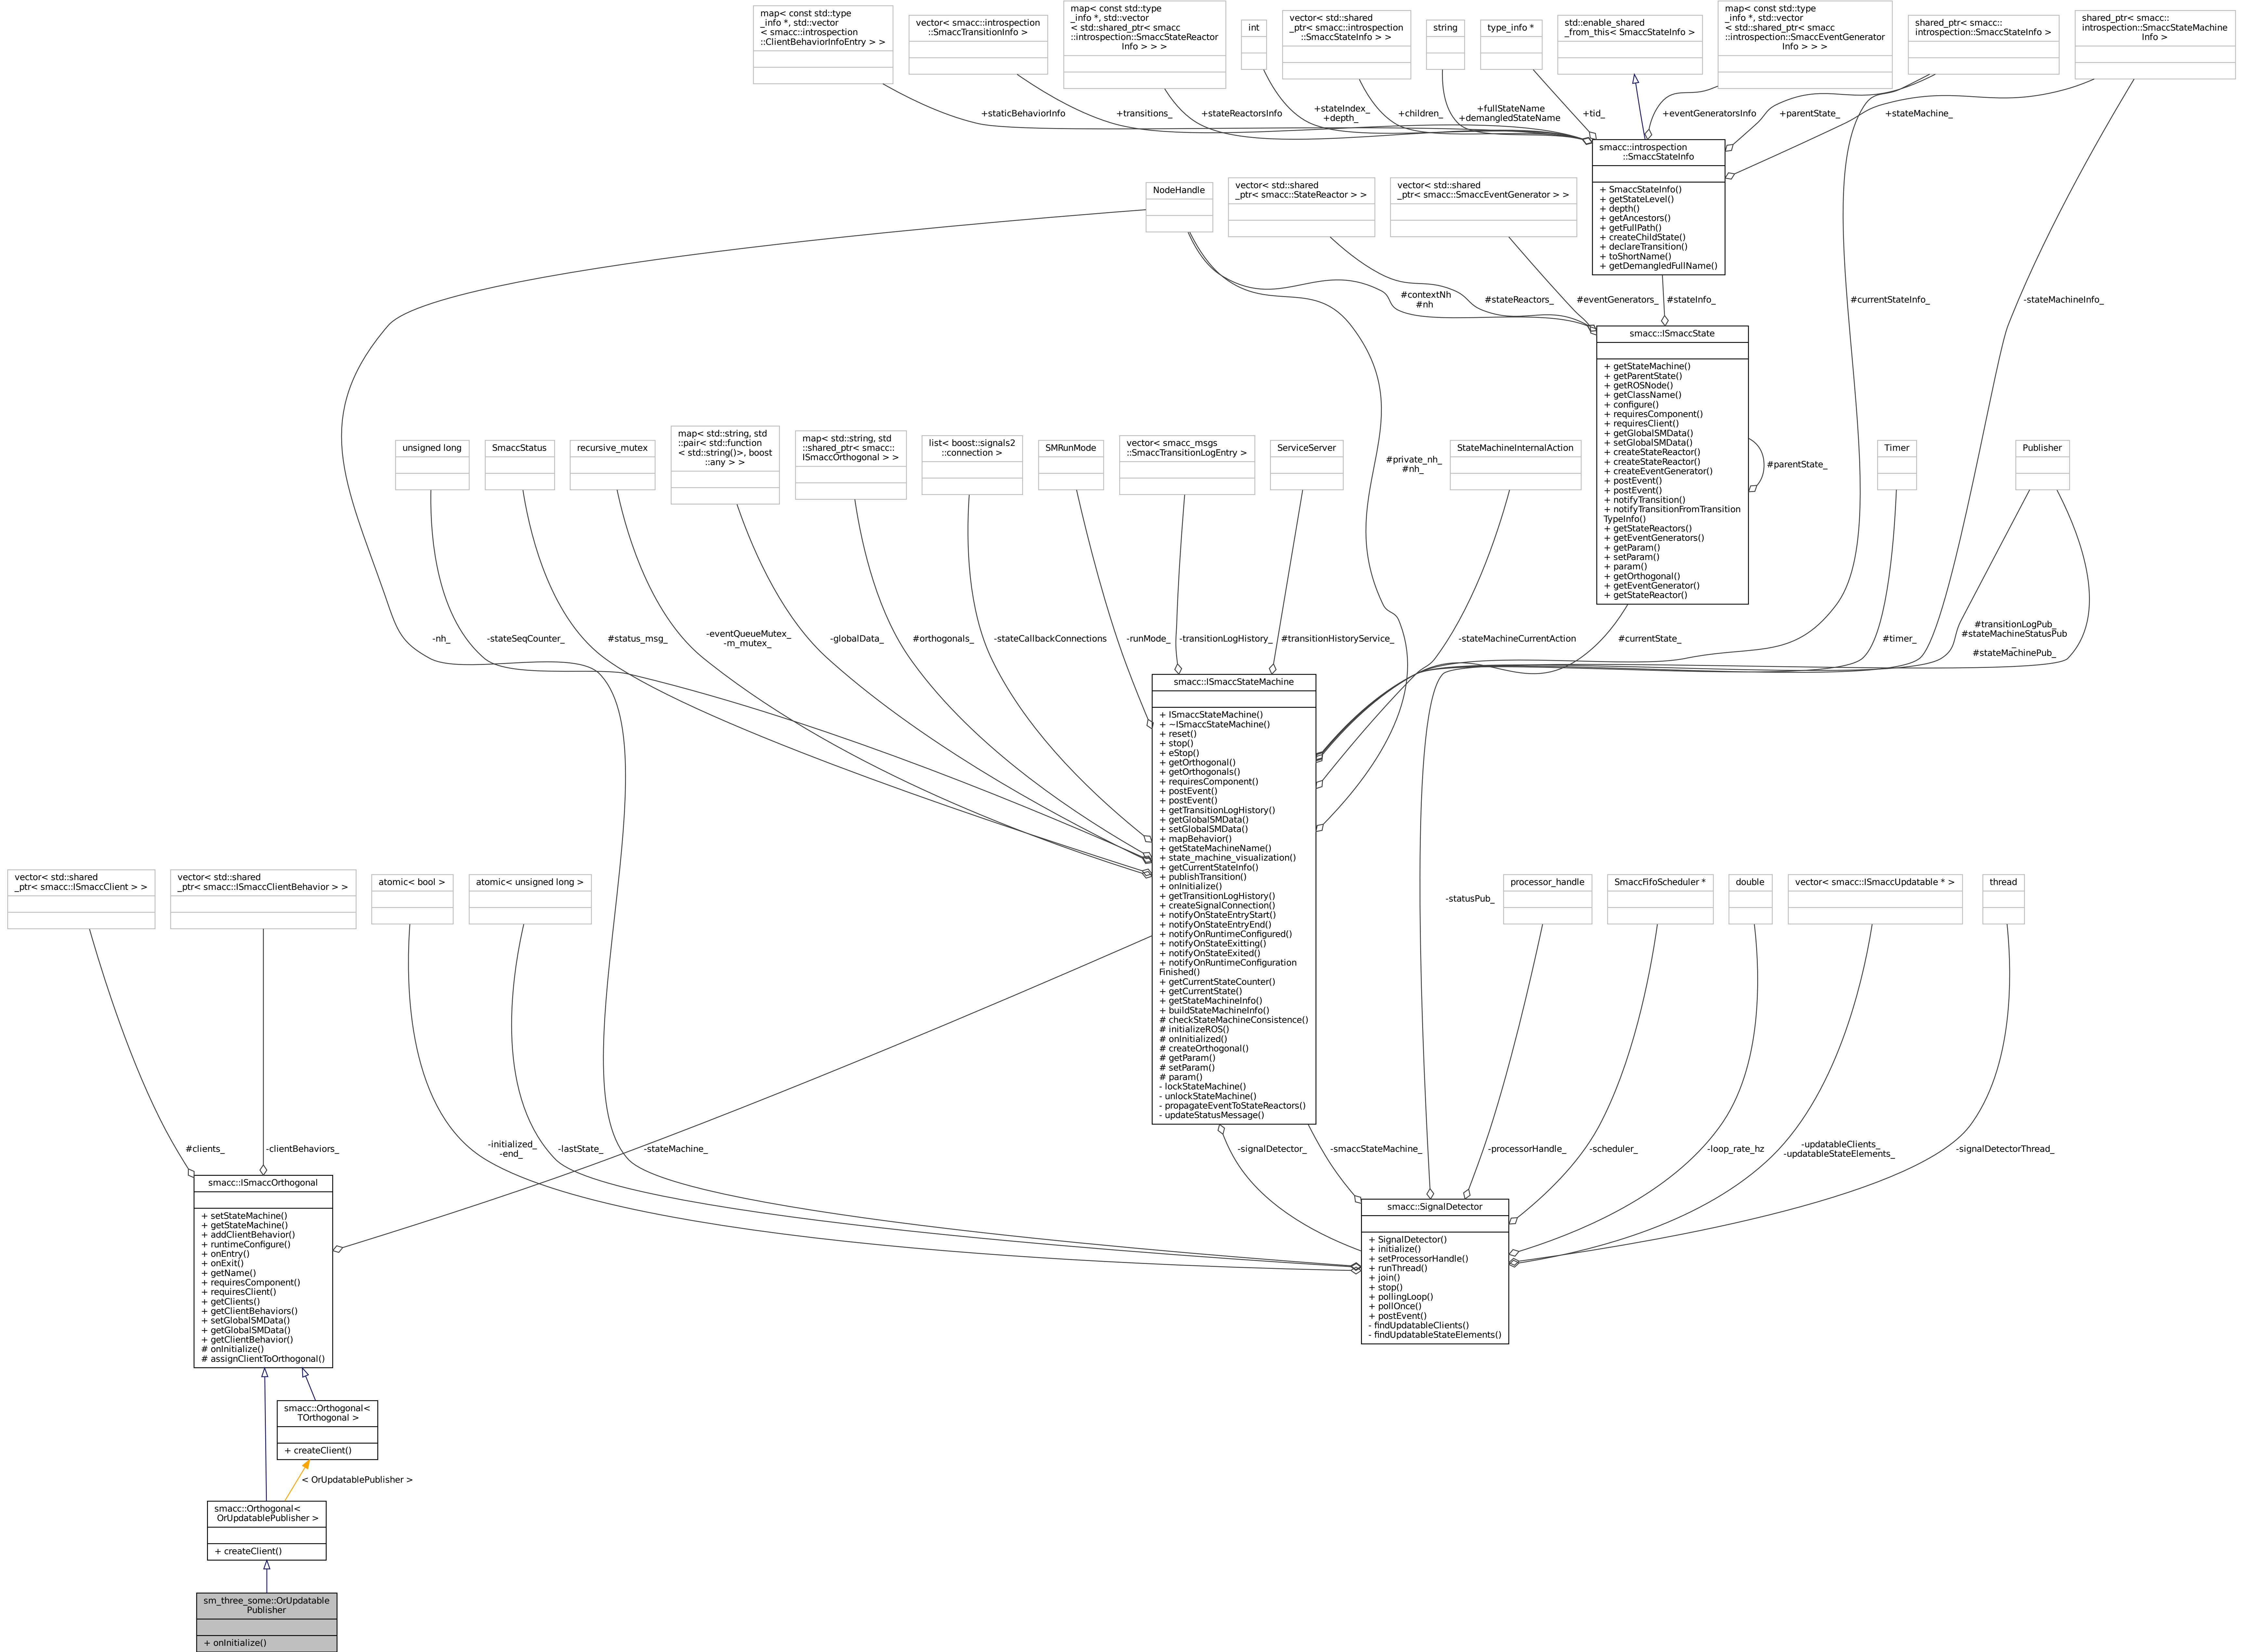 map< const std::type
_info *, std::vector
< smacc::introspection
::ClientBehaviorInfoEntry > >
vector< smacc::introspection
::SmaccTransitionInfo >
map< const std::type
_info *, std::vector
< std::shared_ptr< smacc
::introspection::SmaccStateReactor
Info > > >
int
vector< std::shared
_ptr< smacc::introspection
::SmaccStateInfo > >
string
type_info *
std::enable_shared
_from_this< SmaccStateInfo >
map< const std::type
_info *, std::vector
< std::shared_ptr< smacc
::introspection::SmaccEventGenerator
Info > > >
shared_ptr< smacc::
introspection::SmaccStateInfo >
shared_ptr< smacc::
introspection::SmaccStateMachine
Info >
+staticBehaviorInfo
+transitions_
+stateReactorsInfo
+stateIndex_
+depth_
+children_
+fullStateName
+demangledStateName
+tid_
+eventGeneratorsInfo
+parentState_
+stateMachine_
smacc::introspection
::SmaccStateInfo
+ SmaccStateInfo()
+ getStateLevel()
+ depth()
+ getAncestors()
+ getFullPath()
+ createChildState()
+ declareTransition()
+ toShortName()
+ getDemangledFullName()
NodeHandle
vector< std::shared
_ptr< smacc::StateReactor > >
vector< std::shared
_ptr< smacc::SmaccEventGenerator > >
#contextNh
#nh
#stateReactors_
#eventGenerators_
#stateInfo_
#currentStateInfo_
-stateMachineInfo_
smacc::ISmaccState
+ getStateMachine()
+ getParentState()
+ getROSNode()
+ getClassName()
+ configure()
+ requiresComponent()
+ requiresClient()
+ getGlobalSMData()
+ setGlobalSMData()
+ createStateReactor()
+ createStateReactor()
+ createEventGenerator()
+ postEvent()
+ postEvent()
+ notifyTransition()
+ notifyTransitionFromTransition
TypeInfo()
+ getStateReactors()
+ getEventGenerators()
+ getParam()
+ setParam()
+ param()
+ getOrthogonal()
+ getEventGenerator()
+ getStateReactor()
#parentState_
unsigned long
SmaccStatus
recursive_mutex
map< std::string, std
::pair< std::function
< std::string()>, boost
::any > >
map< std::string, std
::shared_ptr< smacc::
ISmaccOrthogonal > >
list< boost::signals2
::connection >
SMRunMode
vector< smacc_msgs
::SmaccTransitionLogEntry >
ServiceServer
#private_nh_
#nh_
StateMachineInternalAction
Timer
Publisher
-nh_
-stateSeqCounter_
#status_msg_
-eventQueueMutex_
-m_mutex_
-globalData_
#orthogonals_
-stateCallbackConnections
-runMode_
-transitionLogHistory_
#transitionHistoryService_
-stateMachineCurrentAction
#currentState_
#timer_
#transitionLogPub_
#stateMachineStatusPub
_
#stateMachinePub_
smacc::ISmaccStateMachine
+ ISmaccStateMachine()
+ ~ISmaccStateMachine()
+ reset()
+ stop()
+ eStop()
+ getOrthogonal()
+ getOrthogonals()
+ requiresComponent()
+ postEvent()
+ postEvent()
+ getTransitionLogHistory()
+ getGlobalSMData()
+ setGlobalSMData()
+ mapBehavior()
+ getStateMachineName()
+ state_machine_visualization()
+ getCurrentStateInfo()
+ publishTransition()
+ onInitialize()
+ getTransitionLogHistory()
+ createSignalConnection()
+ notifyOnStateEntryStart()
+ notifyOnStateEntryEnd()
+ notifyOnRuntimeConfigured()
+ notifyOnStateExitting()
+ notifyOnStateExited()
+ notifyOnRuntimeConfiguration
Finished()
+ getCurrentStateCounter()
+ getCurrentState()
+ getStateMachineInfo()
+ buildStateMachineInfo()
# checkStateMachineConsistence()
# initializeROS()
# onInitialized()
# createOrthogonal()
# getParam()
# setParam()
# param()
- lockStateMachine()
- unlockStateMachine()
- propagateEventToStateReactors()
- updateStatusMessage()
vector< std::shared
_ptr< smacc::ISmaccClient > >
vector< std::shared
_ptr< smacc::ISmaccClientBehavior > >
atomic< bool >
atomic< unsigned long >
-statusPub_
processor_handle
SmaccFifoScheduler *
double
vector< smacc::ISmaccUpdatable * >
thread
#clients_
-clientBehaviors_
-initialized_
-end_
-lastState_
-stateMachine_
-signalDetector_
-smaccStateMachine_
-processorHandle_
-scheduler_
-loop_rate_hz
-updatableClients_
-updatableStateElements_
-signalDetectorThread_
smacc::ISmaccOrthogonal
+ setStateMachine()
+ getStateMachine()
+ addClientBehavior()
+ runtimeConfigure()
+ onEntry()
+ onExit()
+ getName()
+ requiresComponent()
+ requiresClient()
+ getClients()
+ getClientBehaviors()
+ setGlobalSMData()
+ getGlobalSMData()
+ getClientBehavior()
# onInitialize()
# assignClientToOrthogonal()
smacc::SignalDetector
+ SignalDetector()
+ initialize()
+ setProcessorHandle()
+ runThread()
+ join()
+ stop()
+ pollingLoop()
+ pollOnce()
+ postEvent()
- findUpdatableClients()
- findUpdatableStateElements()
smacc::Orthogonal<
TOrthogonal >
+ createClient()
< OrUpdatablePublisher >
smacc::Orthogonal<
OrUpdatablePublisher >
+ createClient()
sm_three_some::OrUpdatable
Publisher
+ onInitialize()